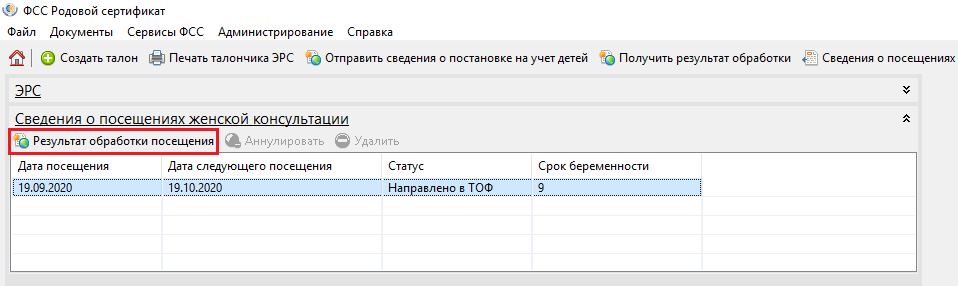 ФСС Родовой сертификат
Файл Документы Сервисы ФСС Администрирование Справка
Создать талон Печать талончика ЭРС Отправить сведения о постановке на учет детей Получить результат обработки Сведения о посещениях
ЭРС
Сведения о посещениях женской консультации
Результат обработки посещения Аннулировать Удалить
Дата посещения Дата следующего посещения Статус Срок беременности
19.09.2020 19.10.2020 Направлено в ТОФ 9